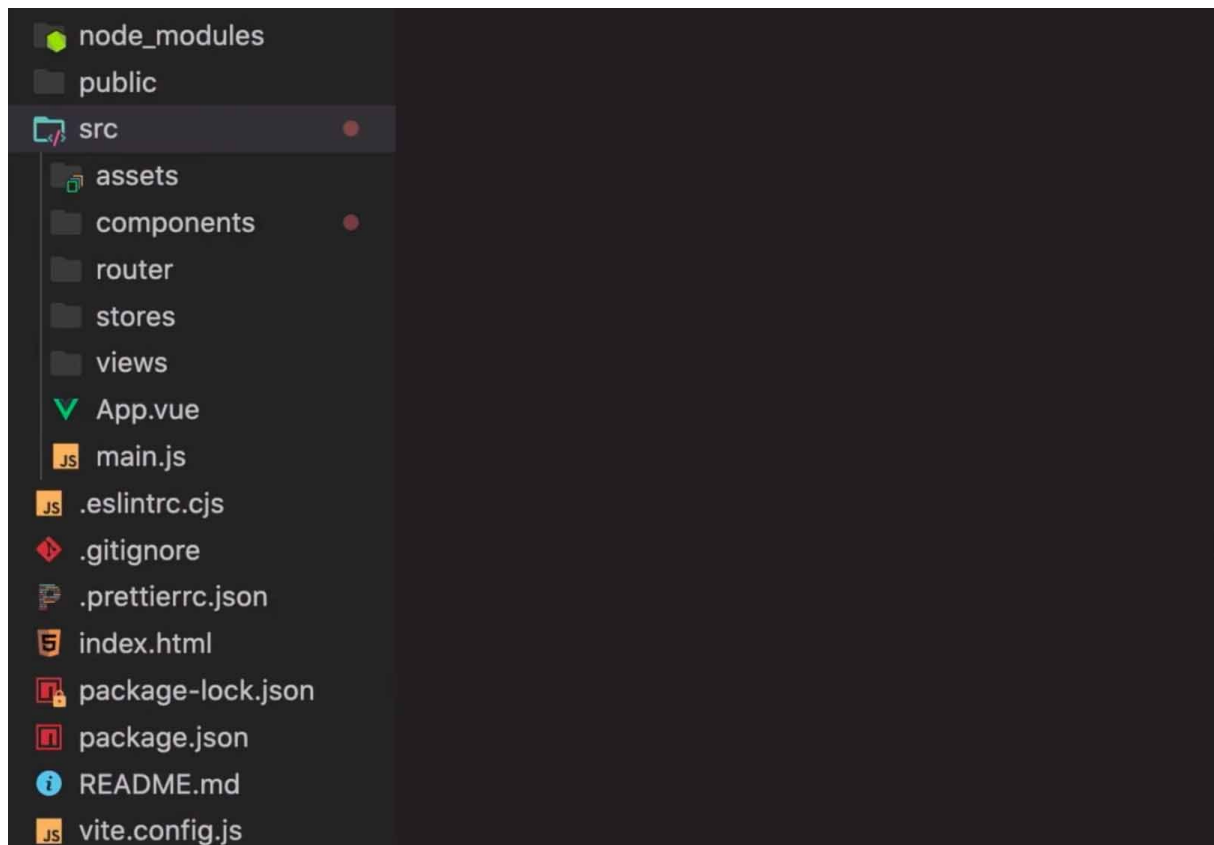 node_modules
public
src
assets
components
router
stores
views
App.vue
main.js
.eslintrc.cjs
.gitignore
.prettierrc.json
index.html
package-lock.json
package.json
README.md
vite.config.js